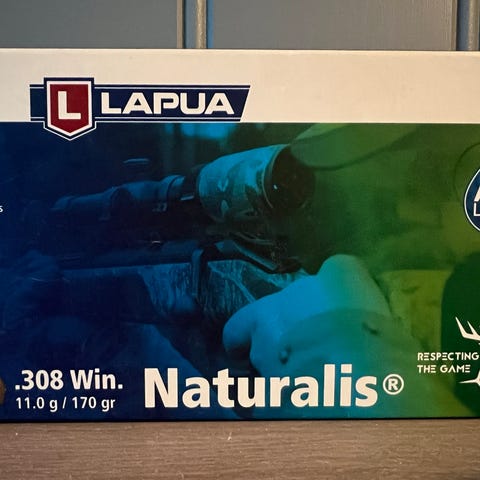 L LAPUA
.308 Win.
11.0 g / 170 gr
Naturalis®
RESPECTING
THE GAME